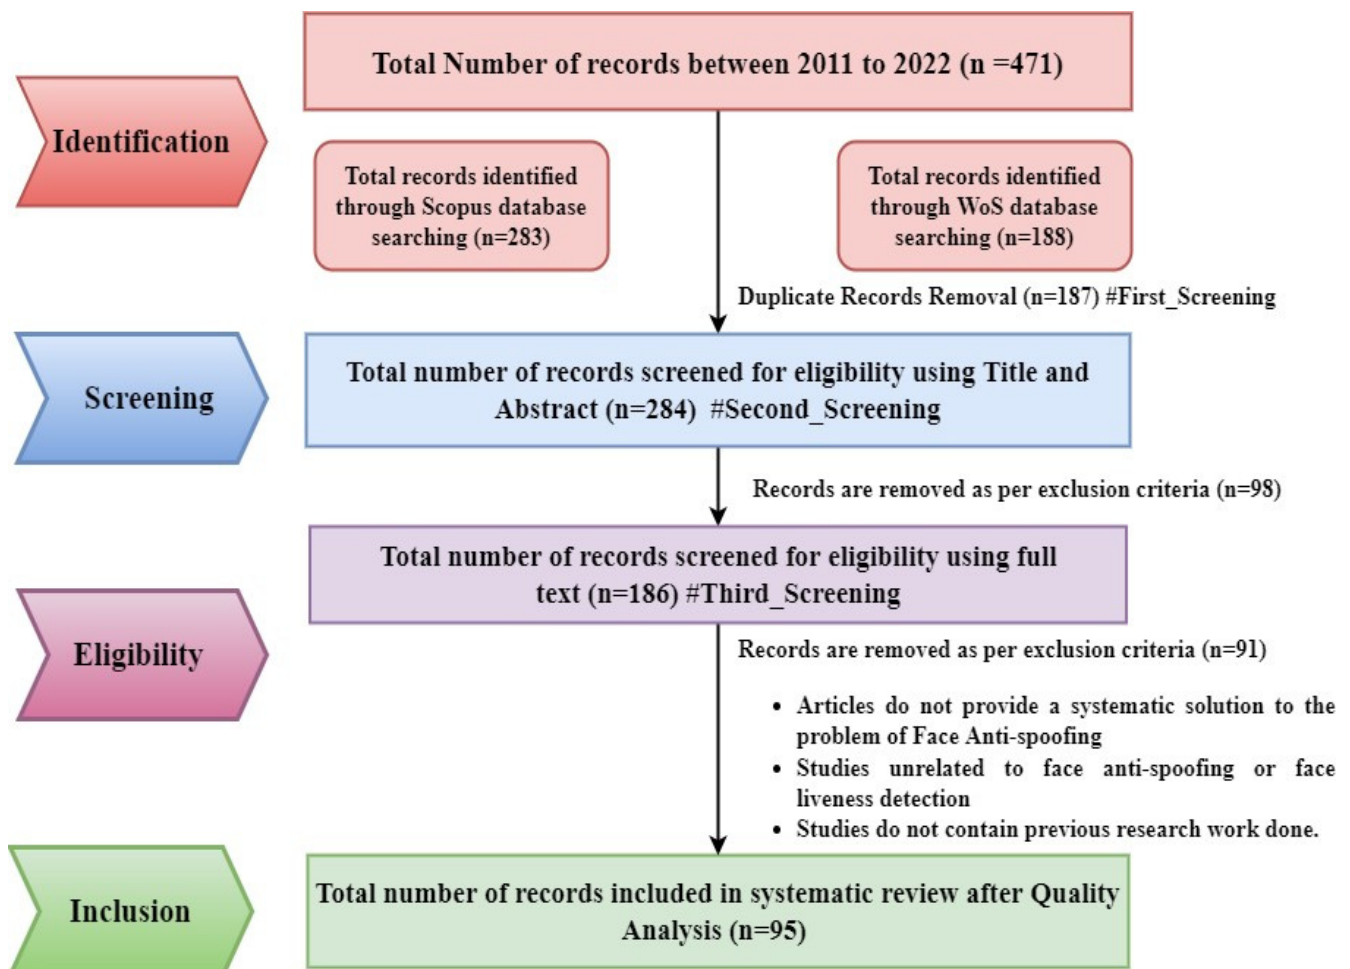 Total Number of records between 2011 to 2022 (n =471)
Identification
Total records identified
through Scopus database
searching (n=283)
Total records identified
through WoS database
searching (n=188)
Duplicate Records Removal (n=187) #First_Screening
Screening
Total number of records screened for eligibility using Title and
Abstract (n=284)  #Second_Screening
Records are removed as per exclusion criteria (n=98)
Total number of records screened for eligibility using full
text (n=186) #Third_Screening
Eligibility
Records are removed as per exclusion criteria (n=91)
• Articles do not provide a systematic solution to the
problem of Face Anti-spoofing
• Studies unrelated to face anti-spoofing or face
liveness detection
• Studies do not contain previous research work done.
Inclusion
Total number of records included in systematic review after Quality
Analysis (n=95)